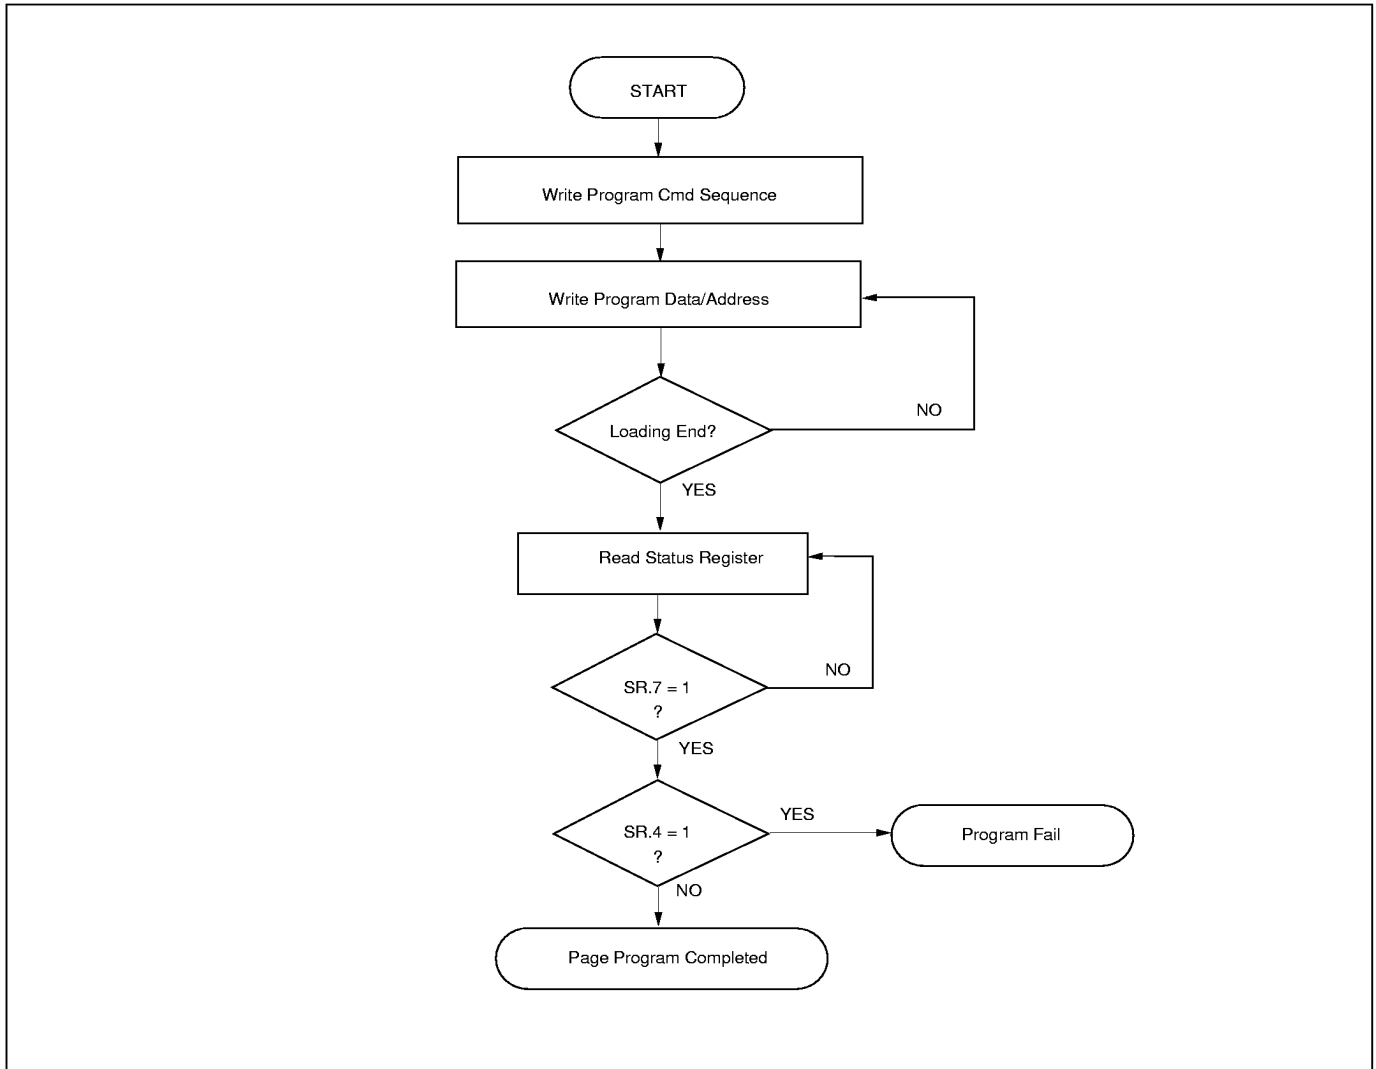 START
Write Program Cmd Sequence
Write Program Data/Address
NO
Loading End?
YES
Read Status Register
NO
SR.7 = 1
?
YES
YES
SR.4 = 1
?
Program Fail
NO
Page Program Completed